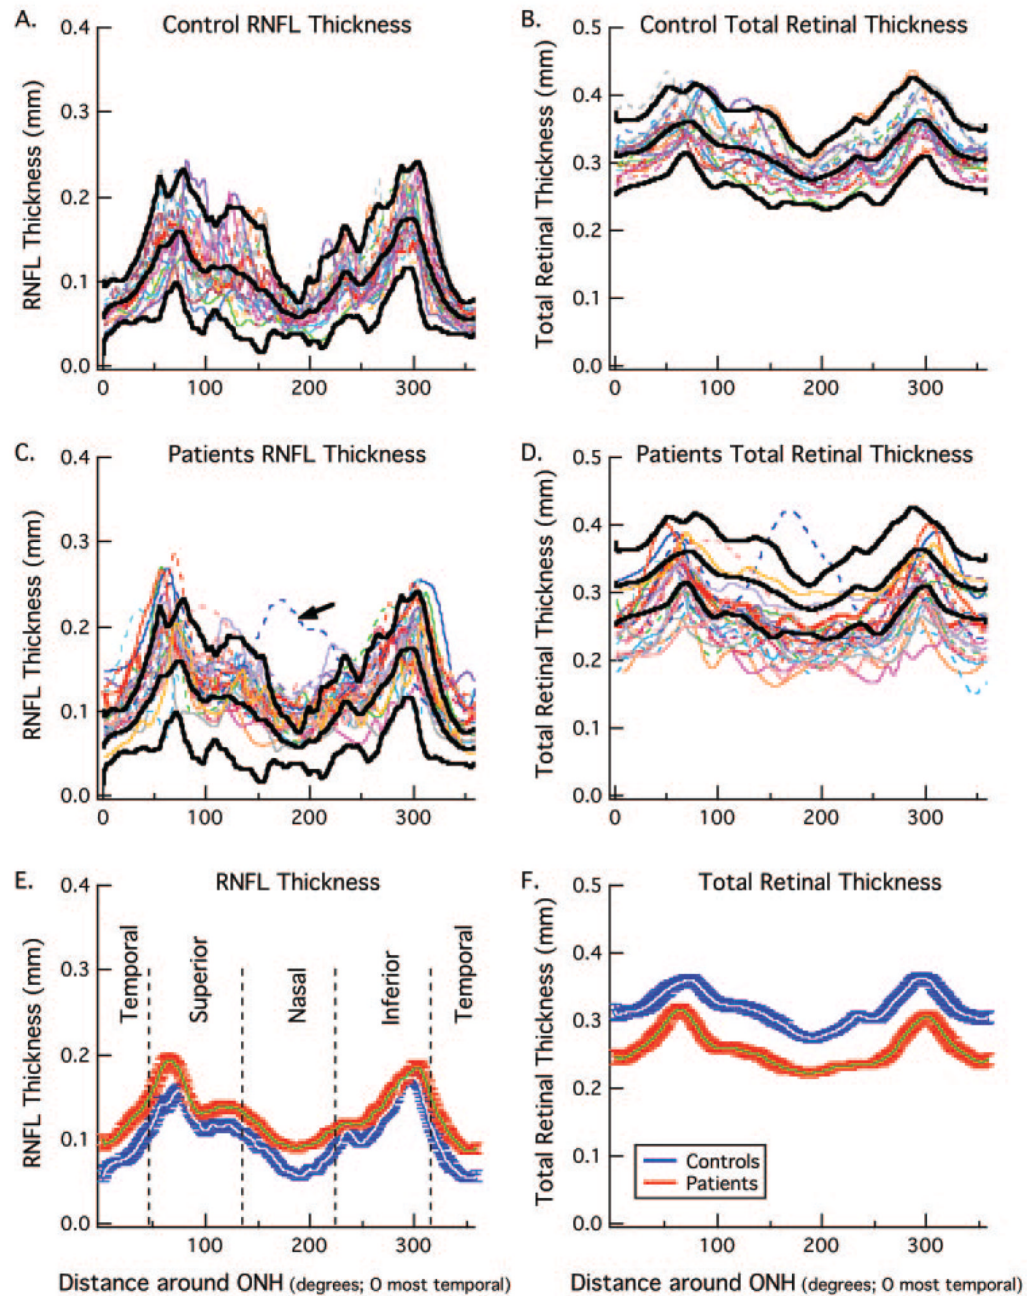 A.
Control RNFL Thickness
RNFL Thickness (mm)
0.4
0.3
0.2
0.1
0.0
0
100
200
300
B.
Control Total Retinal Thickness
Total Retinal Thickness (mm)
0.5
0.4
0.3
0.2
0.1
0.0
0
100
200
300
C.
Patients RNFL Thickness
RNFL Thickness (mm)
0.4
0.3
0.2
0.1
0.0
0
100
200
300
D.
Patients Total Retinal Thickness
Total Retinal Thickness (mm)
0.5
0.4
0.3
0.2
0.1
0.0
0
100
200
300
E.
RNFL Thickness
RNFL Thickness (mm)
0.4
0.3
0.2
0.1
0.0
Temporal
Superior
Nasal
Inferior
Temporal
100
200
300
Distance around ONH (degrees; 0 most temporal)
F.
Total Retinal Thickness
Total Retinal Thickness (mm)
0.5
0.4
0.3
0.2
0.1
0.0
Controls
Patients
100
200
300
Distance around ONH (degrees; 0 most temporal)